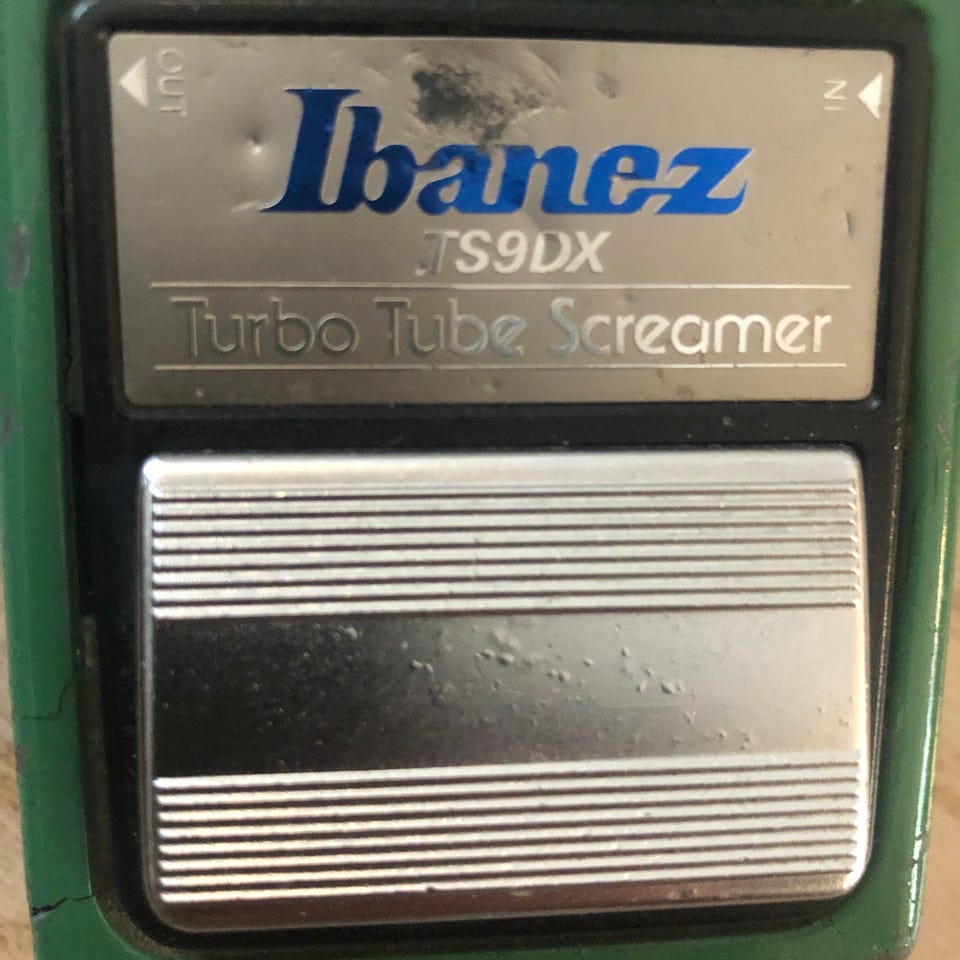 OUT
IN
Ibanez
TS9DX
Turbo Tube Screamer